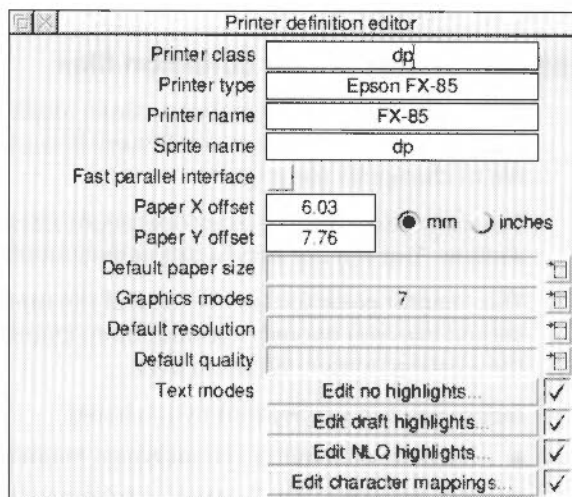 Printer definition editor
Printer class dp
Printer type Epson FX-85
Printer name FX-85
Sprite name dp
Fast parallel interface
Paper X offset 6.03
mm inches
Paper Y offset 7.76
Default paper size
Graphics modes 7
Default resolution
Default quality
Text modes Edit no highlights...
Edit draft highlights...
Edit NLQ highlights...
Edit character mappings...